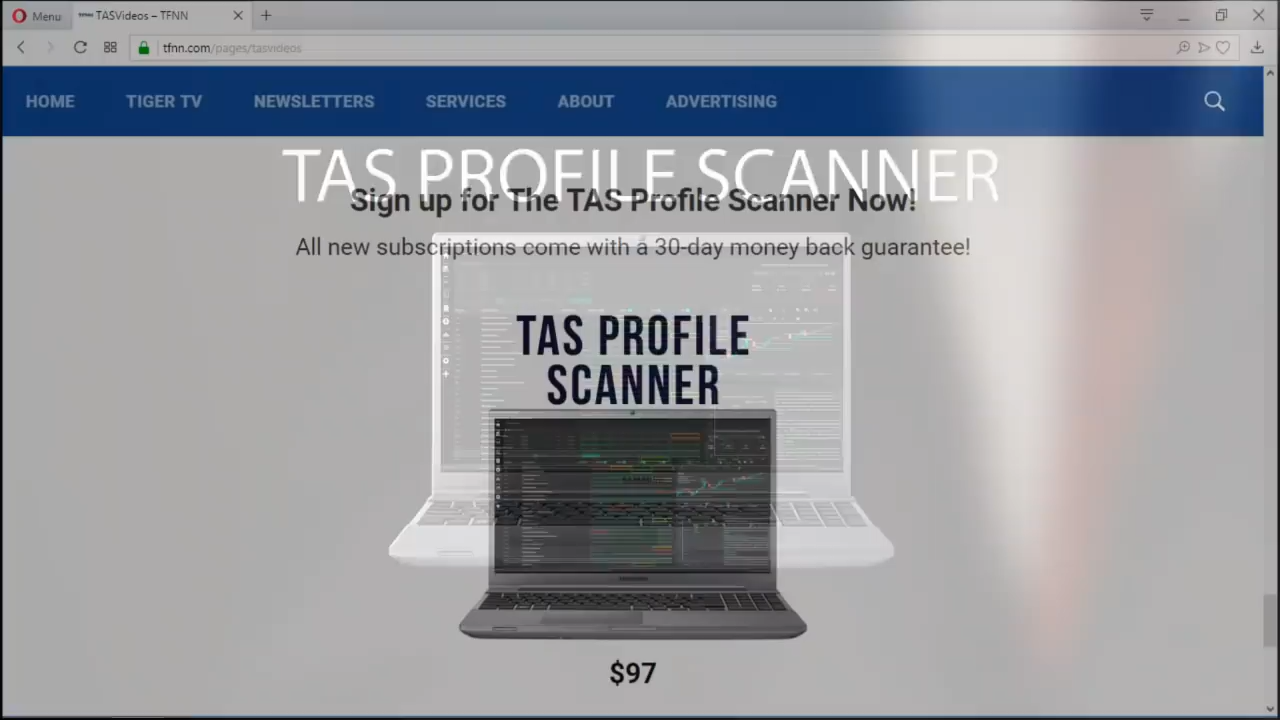 Menu
TASVideos – TFNN
tfnn.com/pages/tasvideos
HOME
TIGER TV
NEWSLETTERS
SERVICES
ABOUT
ADVERTISING
TAS PROFILE SCANNER
Sign up for The TAS Profile Scanner Now!
All new subscriptions come with a 30-day money back guarantee!
TAS PROFILE
SCANNER
$97